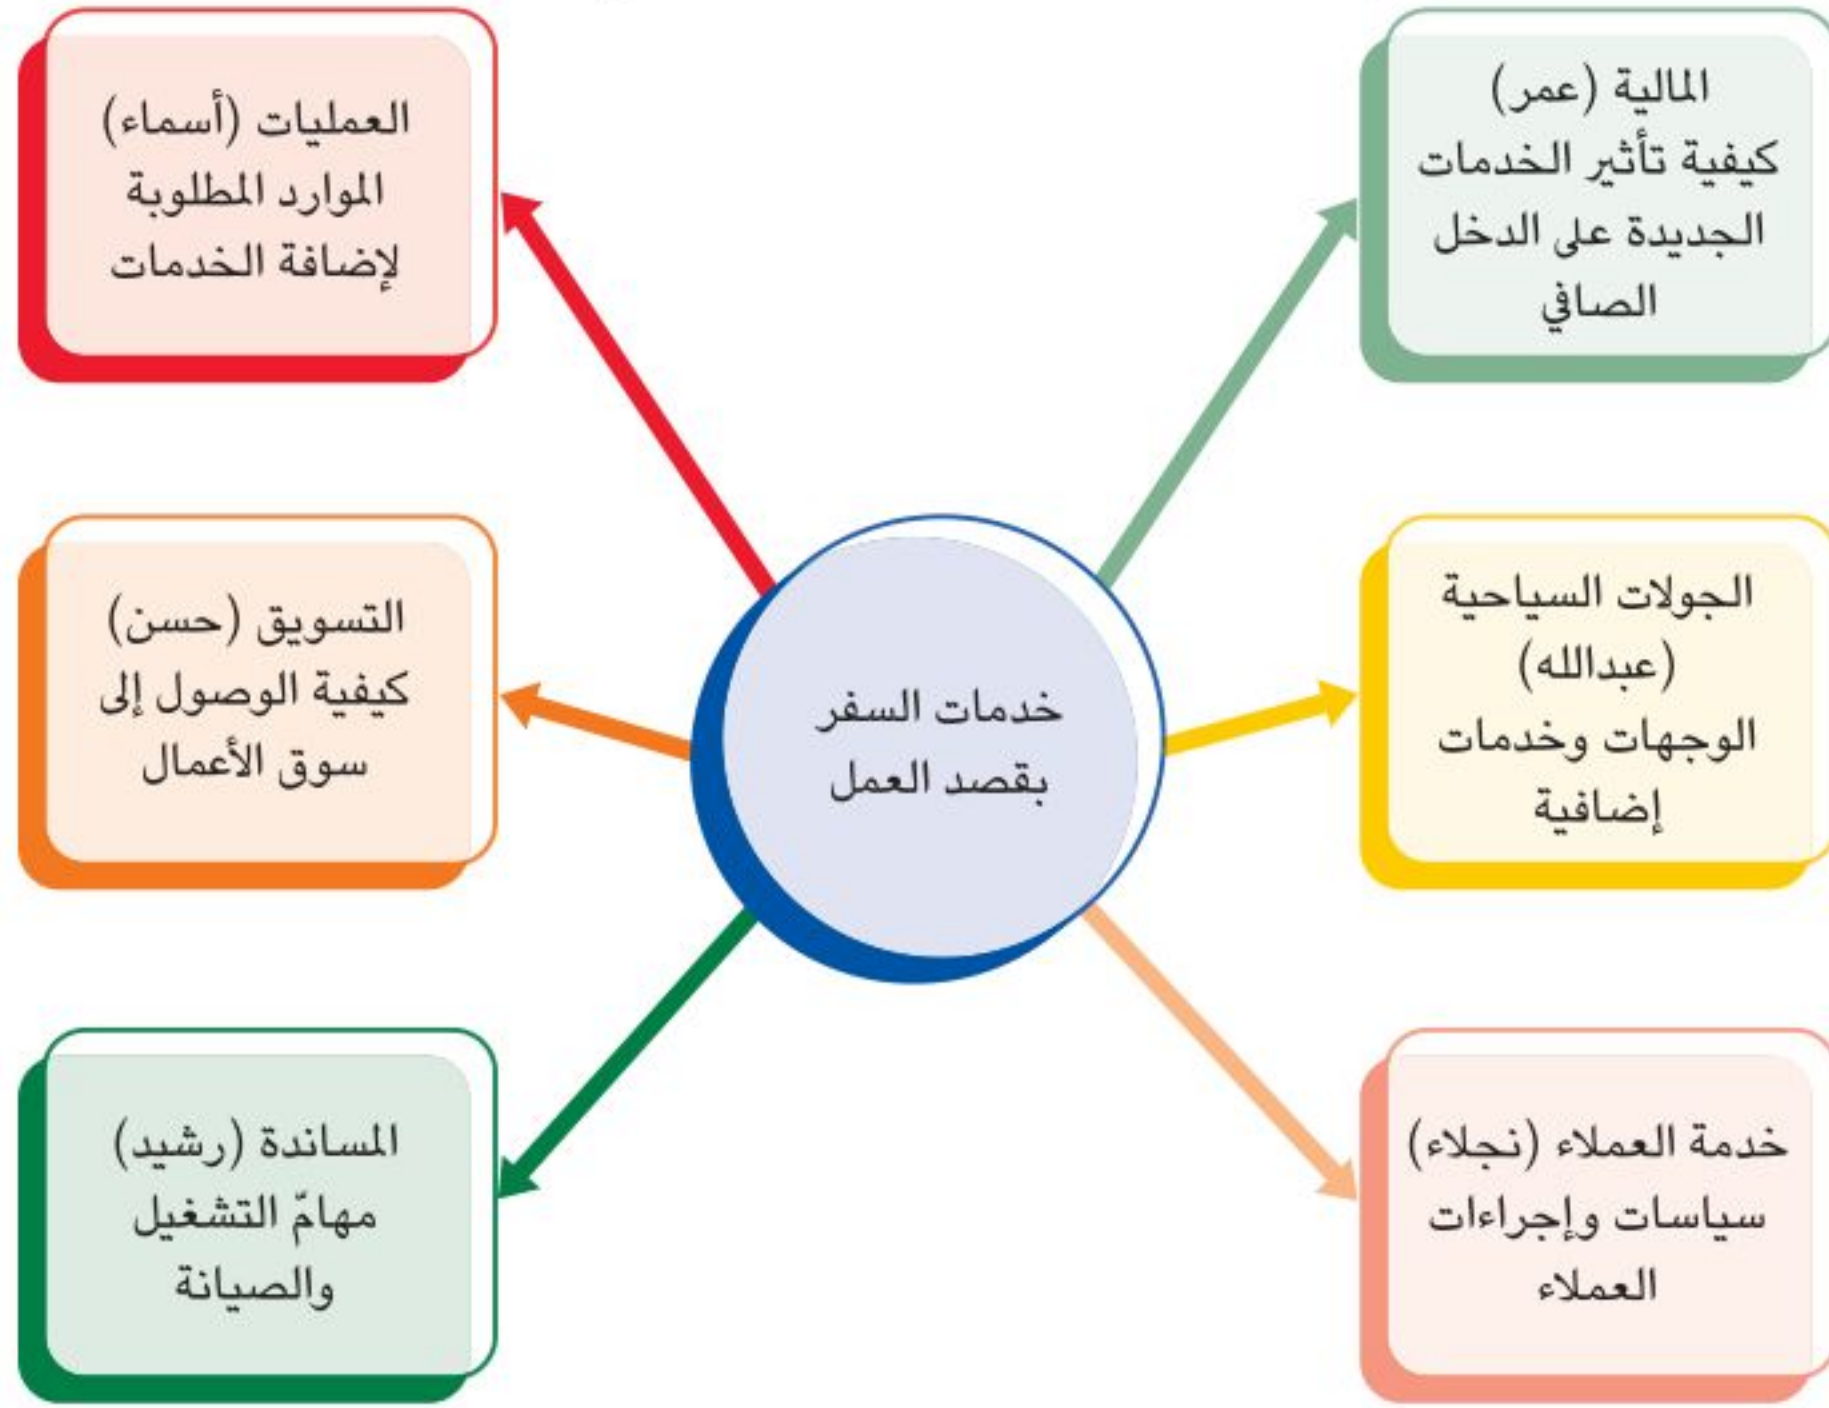 المالية (عمر)
كيفية تأثير الخدمات
الجديدة على الدخل
الصافي
العمليات (أسماء)
الموارد المطلوبة
لإضافة الخدمات
الجولات السياحية
(عبدالله)
الوجهات وخدمات
إضافية
خدمات السفر
بقصد العمل
التسويق (حسن)
كيفية الوصول إلى
سوق الأعمال
خدمة العملاء (نجلاء)
سياسات وإجراءات
العملاء
المساندة (رشيد)
مهامّ التشغيل
والصيانة